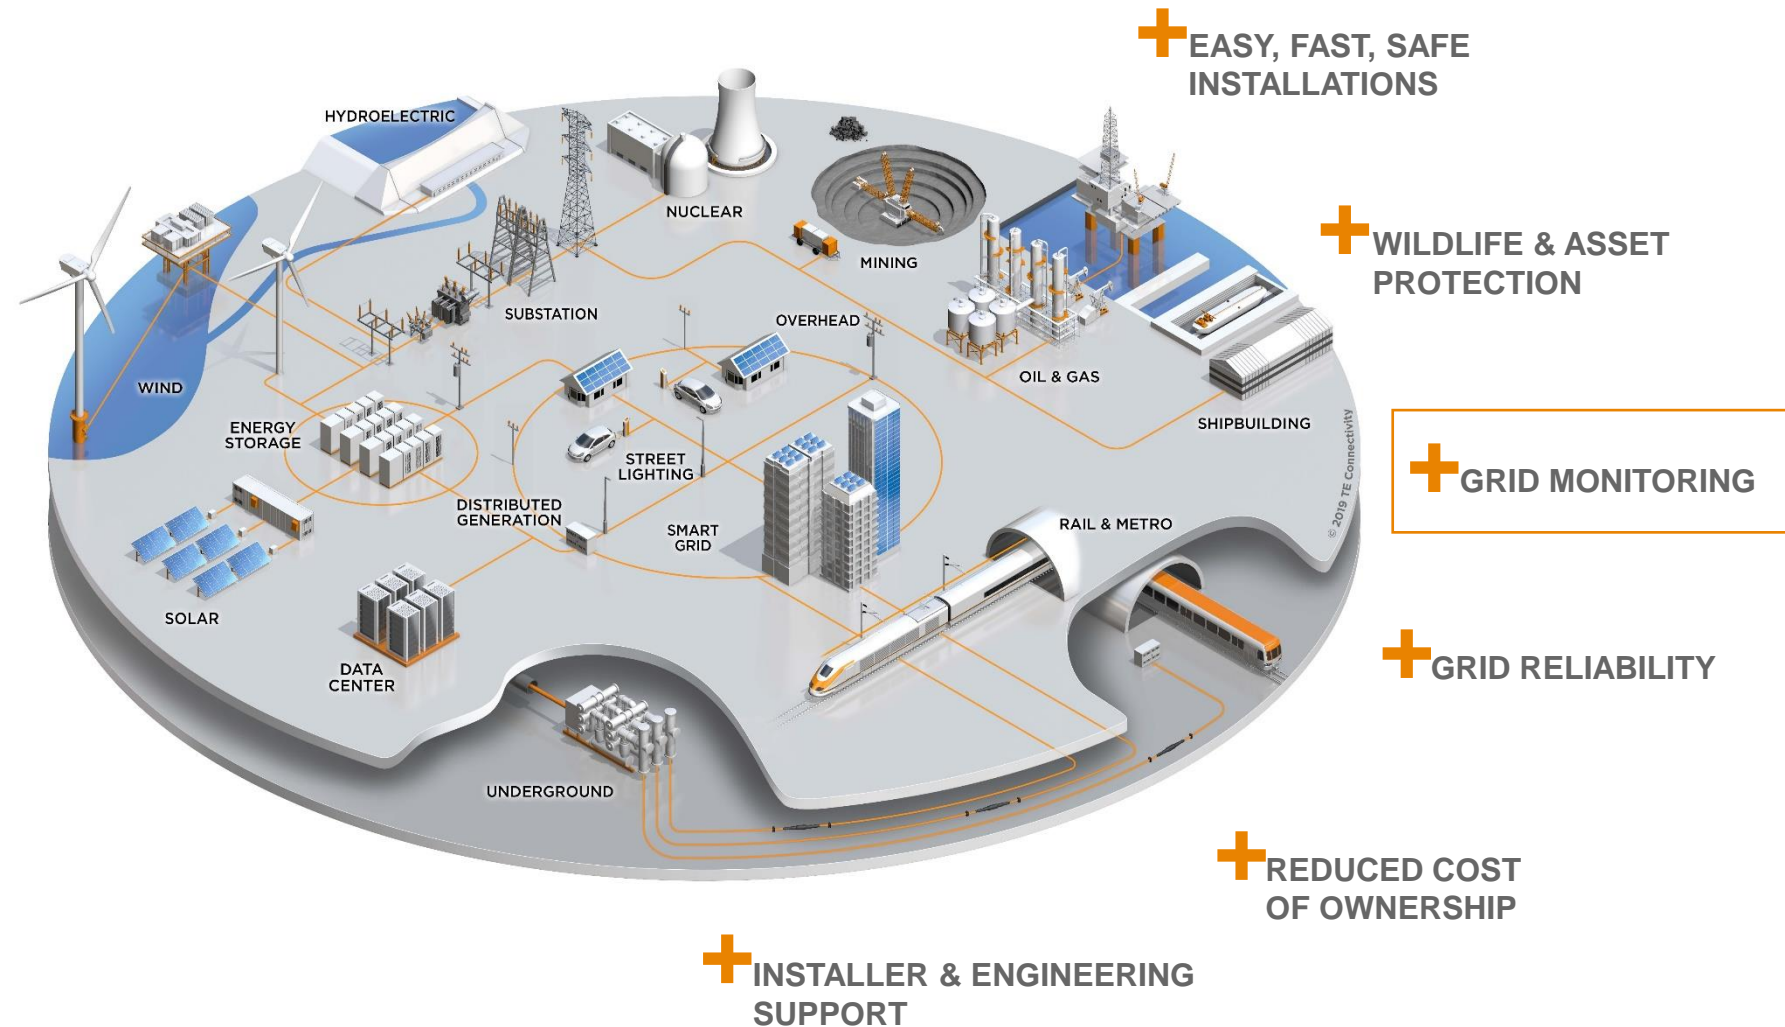 EASY, FAST, SAFE
INSTALLATIONS
HYDROELECTRIC
NUCLEAR
MINING
WILDLIFE & ASSET
PROTECTION
SUBSTATION
OVERHEAD
OIL & GAS
WIND
SHIPBUILDING
ENERGY
STORAGE
STREET
LIGHTING
GRID MONITORING
© 2019 TE Connectivity
DISTRIBUTED
GENERATION
SMART
GRID
RAIL & METRO
SOLAR
DATA
CENTER
GRID RELIABILITY
UNDERGROUND
REDUCED COST
OF OWNERSHIP
INSTALLER & ENGINEERING
SUPPORT